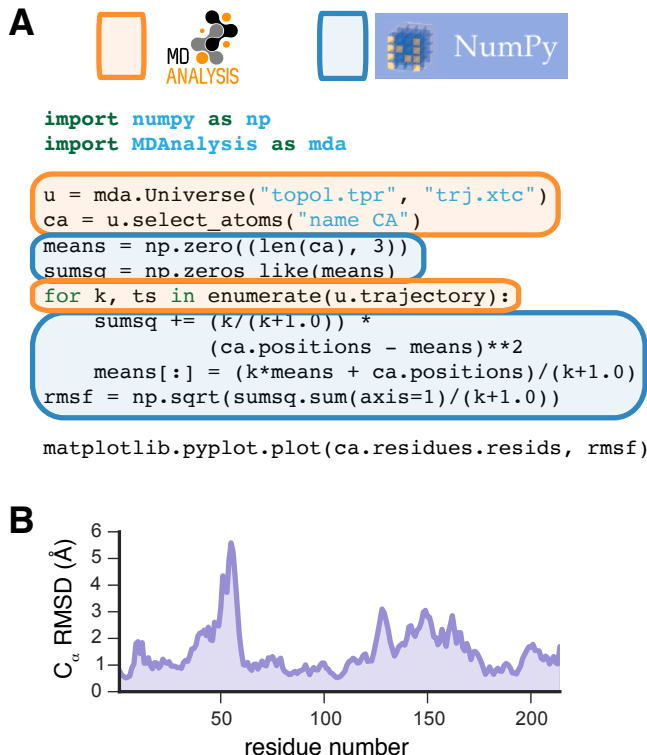 A
MD
ANALYSIS
NumPy
import numpy as np
import MDAnalysis as mda
u = mda.Universe("topol.tpr", "trj.xtc")
ca = u.select_atoms("name CA")
means = np.zero((len(ca), 3))
sumsq = np.zeros_like(means)
for k, ts in enumerate(u.trajectory):
sumsq += (k/(k+1.0)) *
(ca.positions - means)**2
means[:] = (k*means + ca.positions)/(k+1.0)
rmsf = np.sqrt(sumsq.sum(axis=1)/(k+1.0))
matplotlib.pyplot.plot(ca.residues.resids, rmsf)
B
Cα RMSD (Å)
6
5
4
3
2
1
0
50 100 150 200
residue number